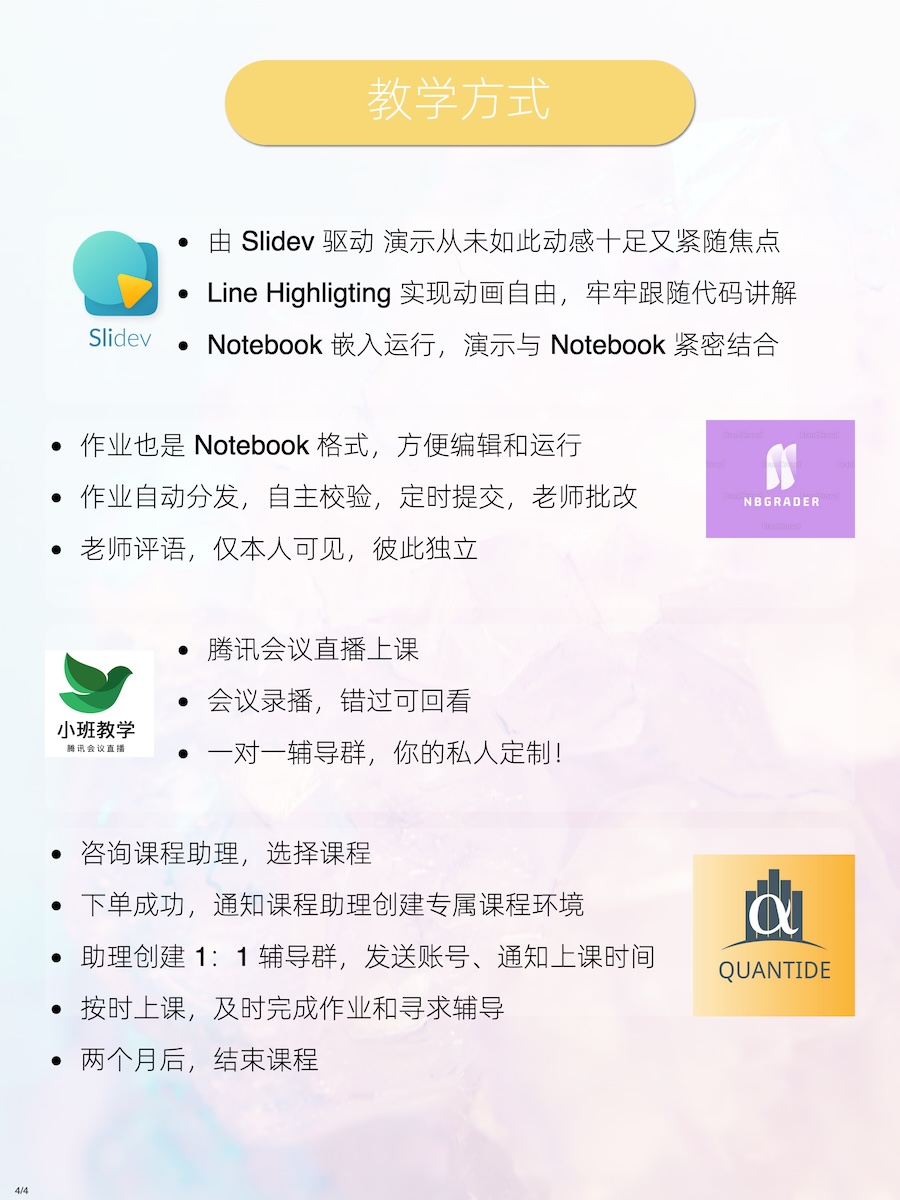 教学方式
由 Slidev 驱动 演示从未如此动感十足又紧随焦点
Line Highligting 实现动画自由，牢牢跟随代码讲解
Notebook 嵌入运行，演示与 Notebook 紧密结合
Slidev
作业也是 Notebook 格式，方便编辑和运行
作业自动分发，自主校验，定时提交，老师批改
老师评语，仅本人可见，彼此独立
NBGRADER
小班教学
腾讯会议直播
腾讯会议直播上课
会议录播，错过可回看
一对一辅导群，你的私人定制！
咨询课程助理，选择课程
下单成功，通知课程助理创建专属课程环境
助理创建 1：1 辅导群，发送账号、通知上课时间
按时上课，及时完成作业和寻求辅导
两个月后，结束课程
α
QUANTIDE
4/4